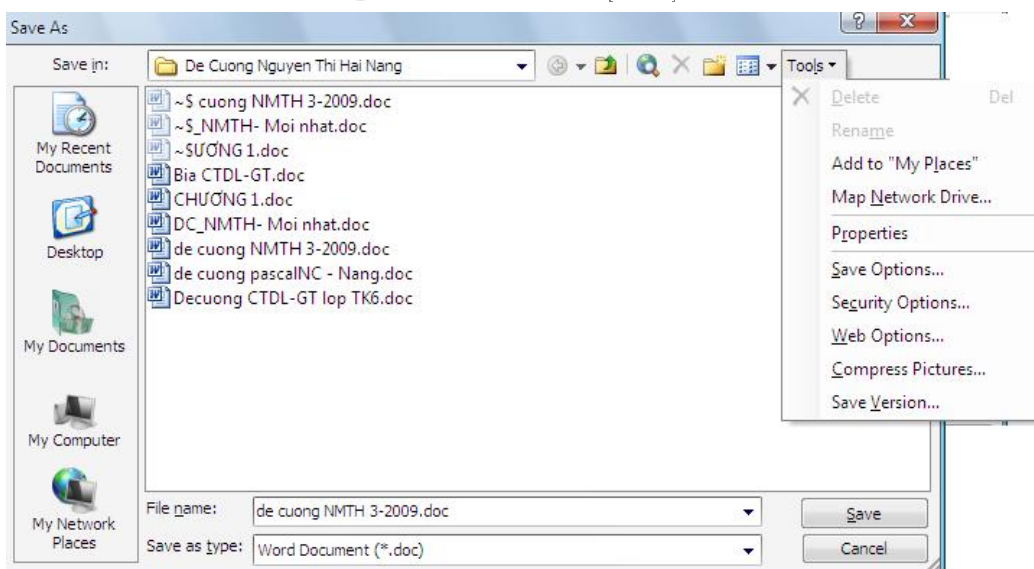 Save As
Save in:
De Cuong Nguyen Thi Hai Nang
Tools
My Recent
Documents
Desktop
My Documents
My Computer
My Network
Places
~$ cuong NMTH 3-2009.doc
~$_NMTH- Moi nhat.doc
~$ƯƠNG 1.doc
Bia CTDL-GT.doc
CHƯƠNG 1.doc
DC_NMTH- Moi nhat.doc
de cuong NMTH 3-2009.doc
de cuong pascalNC - Nang.doc
Decuong CTDL-GT lop TK6.doc
Delete Del
Rename
Add to "My Places"
Map Network Drive...
Properties
Save Options...
Security Options...
Web Options...
Compress Pictures...
Save Version...
File name:
de cuong NMTH 3-2009.doc
Save
Save as type:
Word Document (*.doc)
Cancel